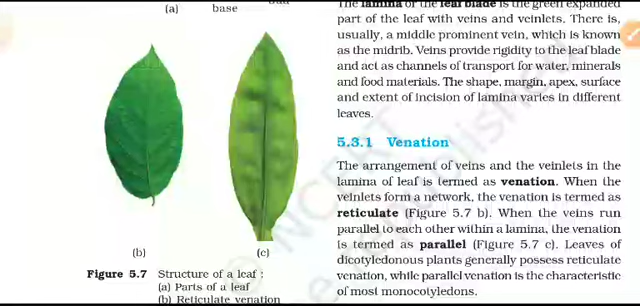 (a)
base
The lamina or the leaf blade is the green expanded
part of the leaf with veins and veinlets. There is,
usually, a middle prominent vein, which is known
as the midrib. Veins provide rigidity to the leaf blade
and act as channels of transport for water, minerals
and food materials. The shape, margin, apex, surface
and extent of incision of lamina varies in different
leaves.
5.3.1 Venation
The arrangement of veins and the veinlets in the
lamina of leaf is termed as venation. When the
veinlets form a network, the venation is termed as
reticulate (Figure 5.7 b). When the veins run
parallel to each other within a lamina, the venation
is termed as parallel (Figure 5.7 c). Leaves of
dicotyledonous plants generally possess reticulate
venation, while parallel venation is the characteristic
of most monocotyledons.
(b)
(c)
Figure 5.7 Structure of a leaf :
(a) Parts of a leaf
(b) Reticulate venation